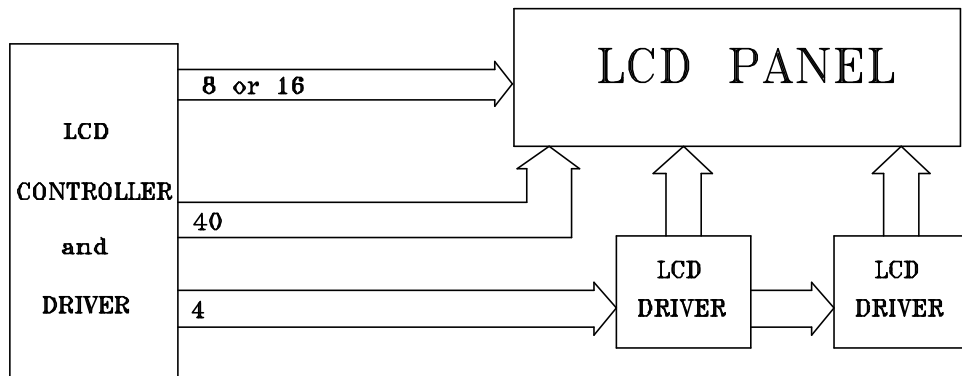 LCD PANEL
8 or 16
LCD
CONTROLLER
and
DRIVER
40
4
LCD
DRIVER
LCD
DRIVER